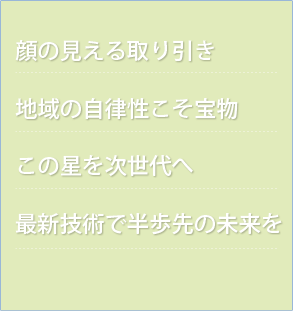 顔の見える取り引き
地域の自律性こそ宝物
この星を次世代へ
最新技術で半歩先の未来を